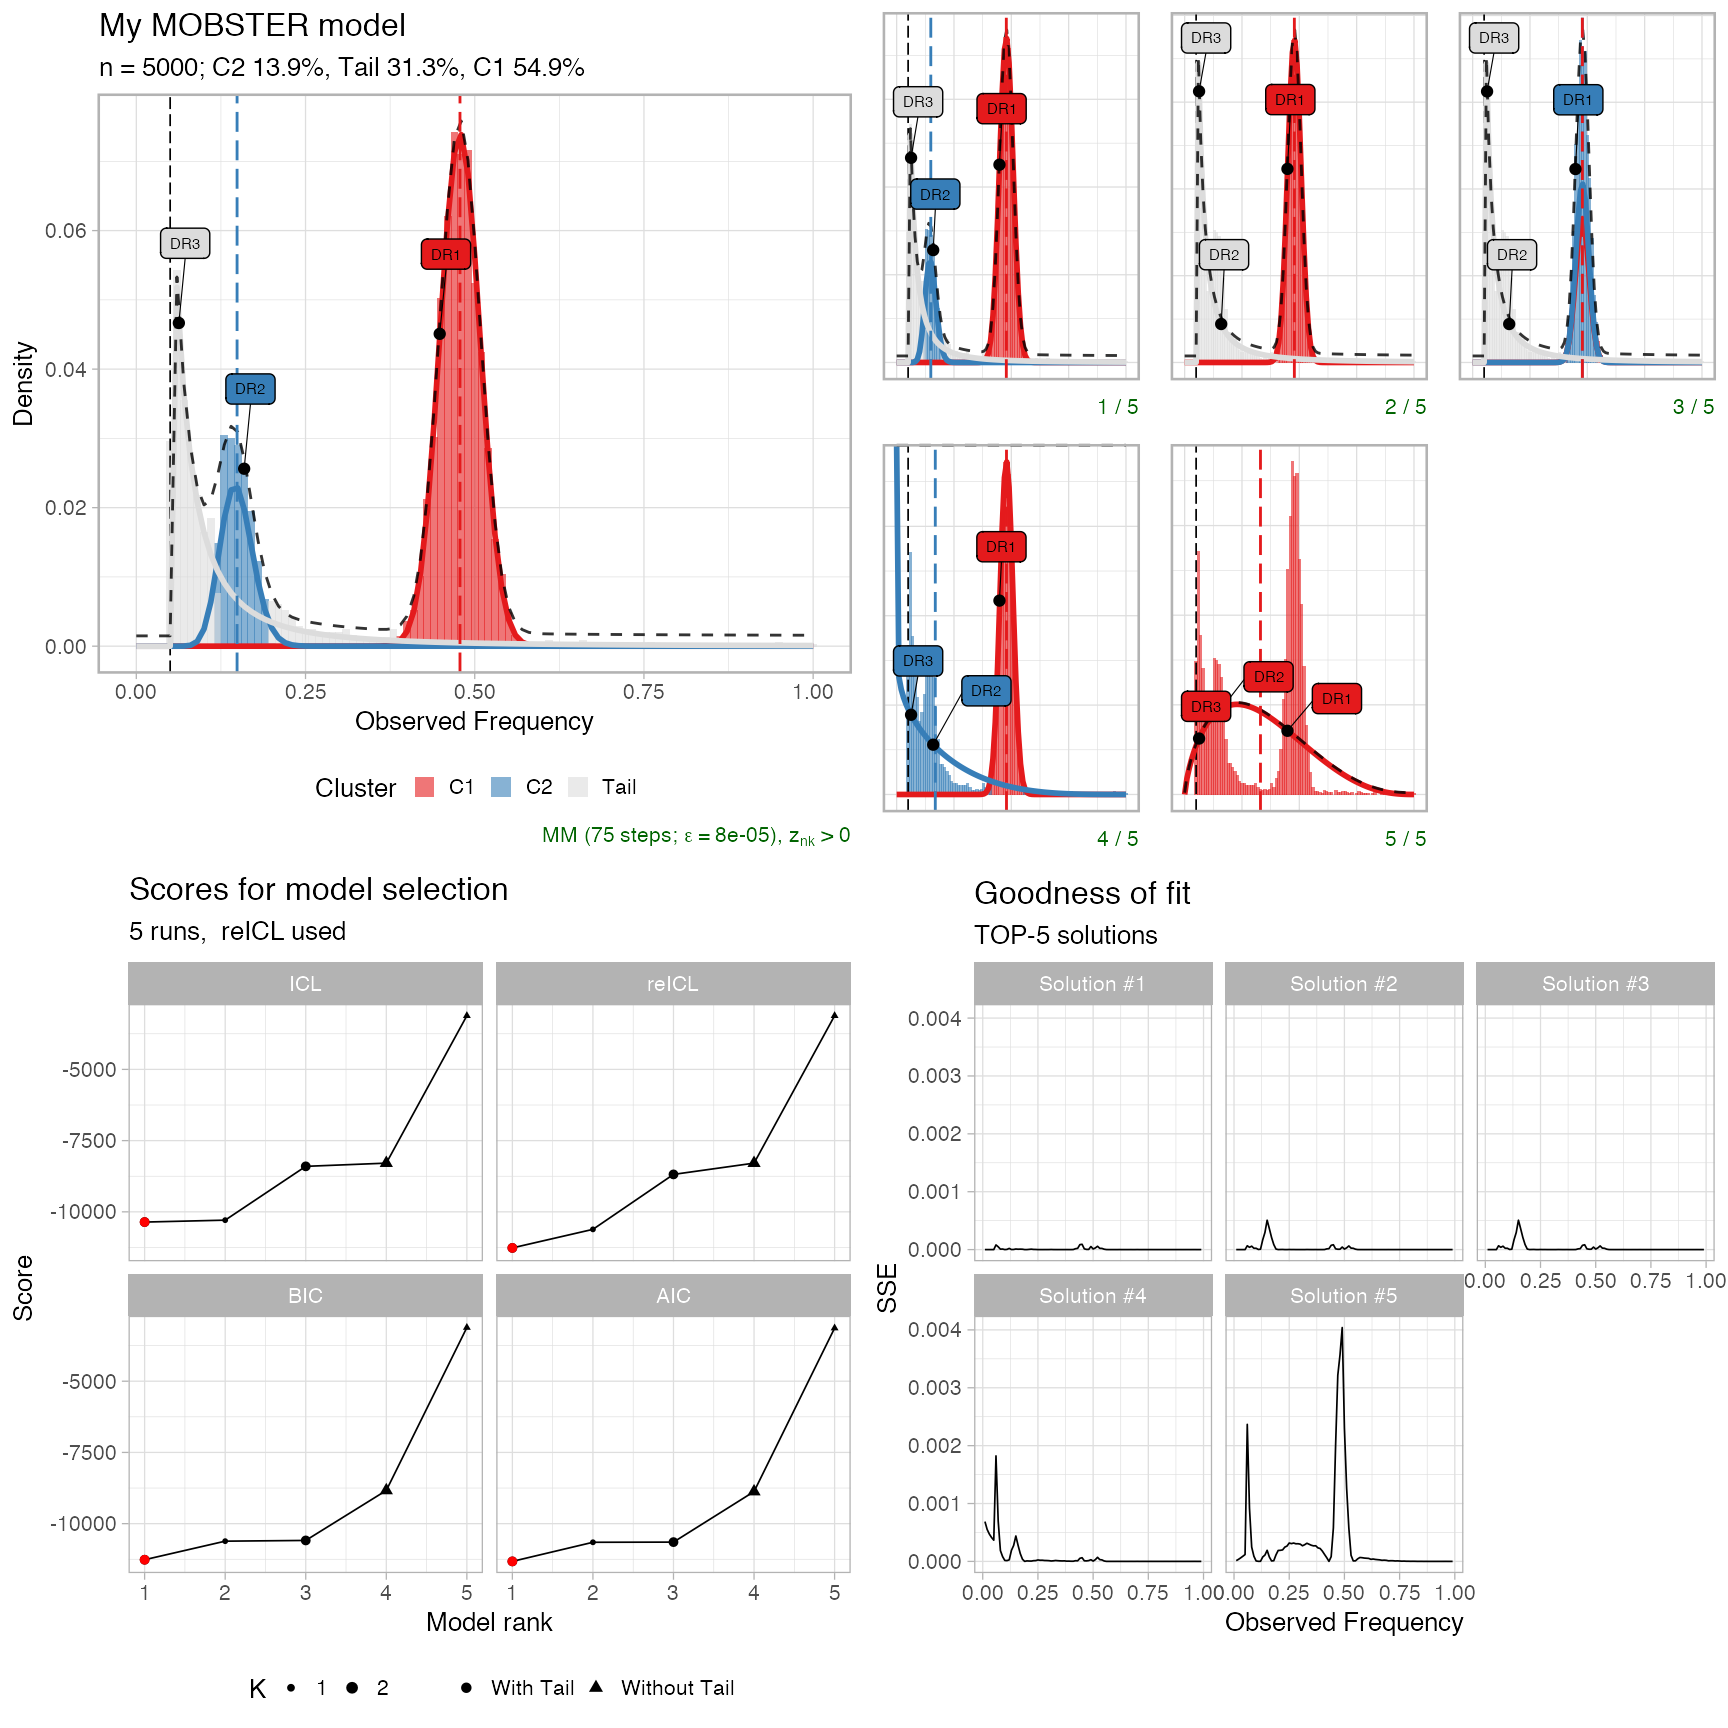 My MOBSTER model
n = 5000; C2 13.9%, Tail 31.3%, C1 54.9%
DR3
DR2
DR1
0.06
0.04
0.02
0.00
Density
0.00 0.25 0.50 0.75 1.00
Observed Frequency
Cluster C1 C2 Tail
MM (75 steps; ε = 8e-05), znk > 0
DR3
DR1
DR2
1 / 5
DR3
DR1
DR2
2 / 5
DR3
DR1
DR2
3 / 5
DR1
DR3
DR2
4 / 5
DR2
DR1
DR3
5 / 5
Scores for model selection
5 runs, reICL used
ICL reICL
-5000
-7500
-10000
BIC AIC
-5000
-7500
-10000
Score
1 2 3 4 5 1 2 3 4 5
Model rank
K 1 2 With Tail Without Tail
Goodness of fit
TOP-5 solutions
Solution #1 Solution #2 Solution #3
0.004
0.003
0.002
0.001
0.000
0.00 0.25 0.50 0.75 1.00
Solution #4 Solution #5
0.004
0.003
0.002
0.001
0.000
SSE
0.00 0.25 0.50 0.75 1.00 0.00 0.25 0.50 0.75 1.00
Observed Frequency